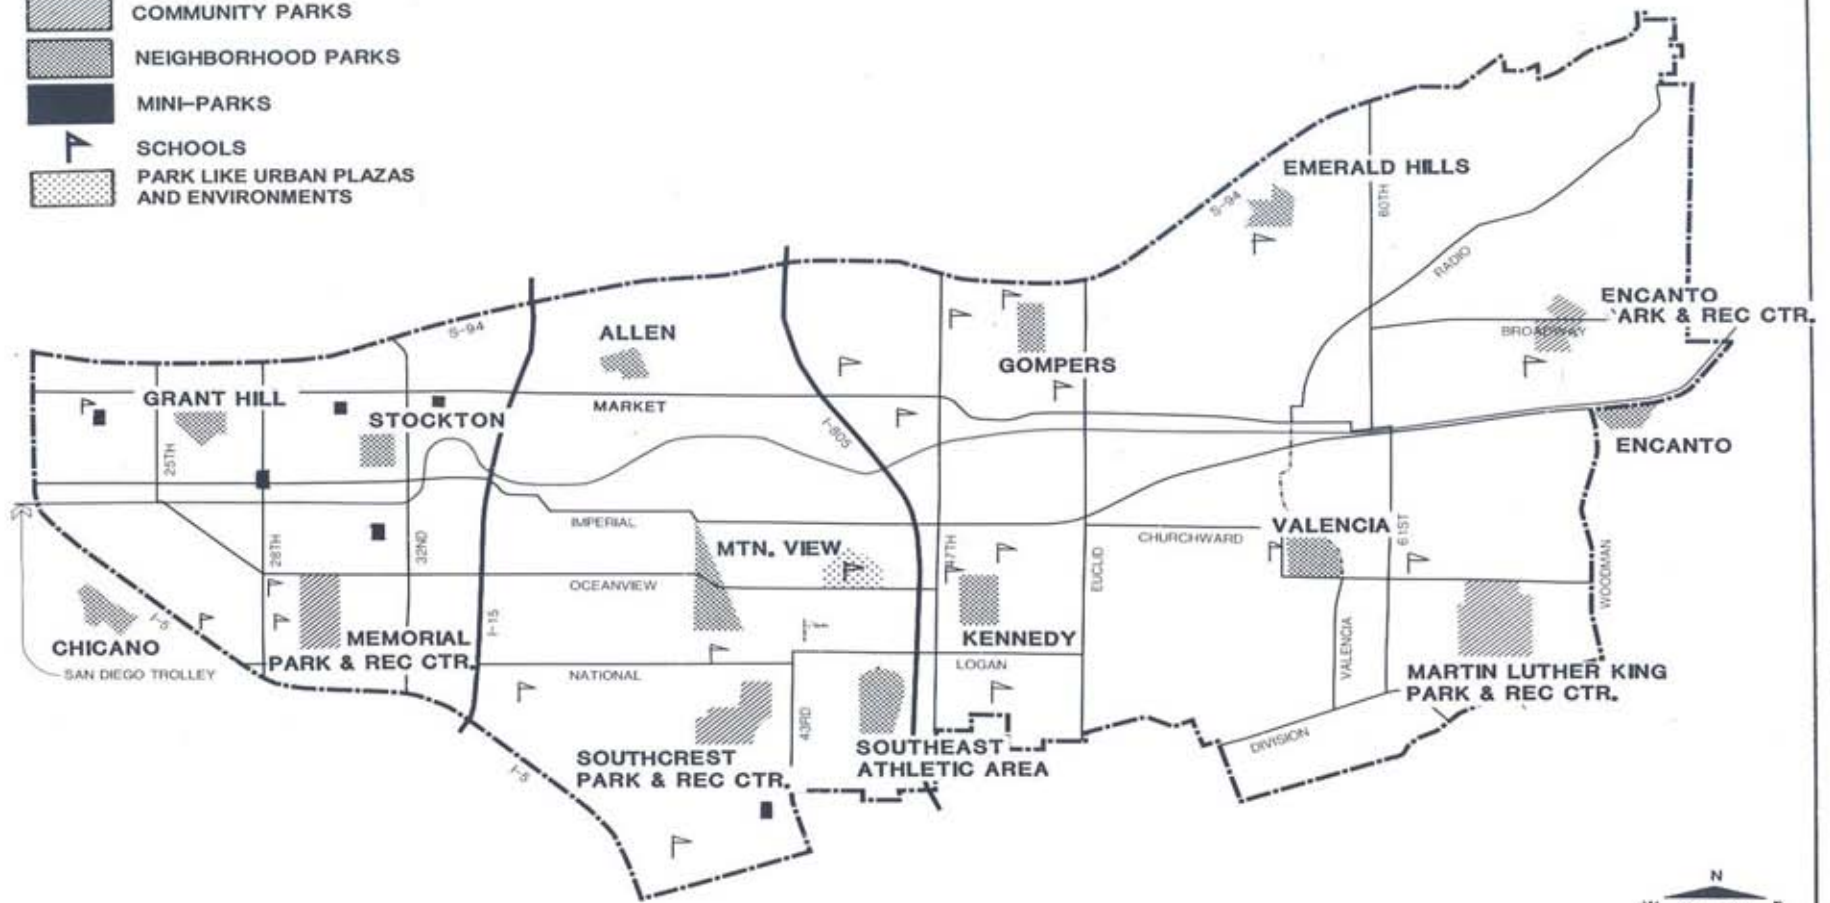 COMMUNITY PARKS
NEIGHBORHOOD PARKS
MINI-PARKS
SCHOOLS
PARK LIKE URBAN PLAZAS
AND ENVIRONMENTS
EMERALD HILLS
S-94
60TH
RADIO
ENCANTO
ARK & REC CTR.
BROADWAY
S-94
ALLEN
GOMPERS
GRANT HILL
STOCKTON
MARKET
I-805
ENCANTO
25TH
IMPERIAL
VALENCIA
61ST
28TH
32ND
MTN. VIEW
47TH
CHURCHWARD
EUCLID
WOODMAN
OCEANVIEW
I-5
I-15
CHICANO
MEMORIAL
PARK & REC CTR.
KENNEDY
LOGAN
VALENCIA
SAN DIEGO TROLLEY
NATIONAL
MARTIN LUTHER KING
PARK & REC CTR.
43RD
DIVISION
SOUTHCREST
PARK & REC CTR.
SOUTHEAST
ATHLETIC AREA
I-5
N